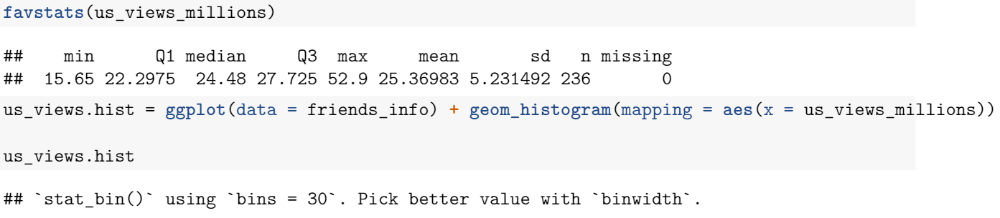 favstats(us_views_millions)
##    min      Q1 median     Q3  max     mean       sd   n missing
##  15.65 22.2975  24.48 27.725 52.9 25.36983 5.231492 236       0
us_views.hist = ggplot(data = friends_info) + geom_histogram(mapping = aes(x = us_views_millions))
us_views.hist
## `stat_bin()` using `bins = 30`. Pick better value with `binwidth`.